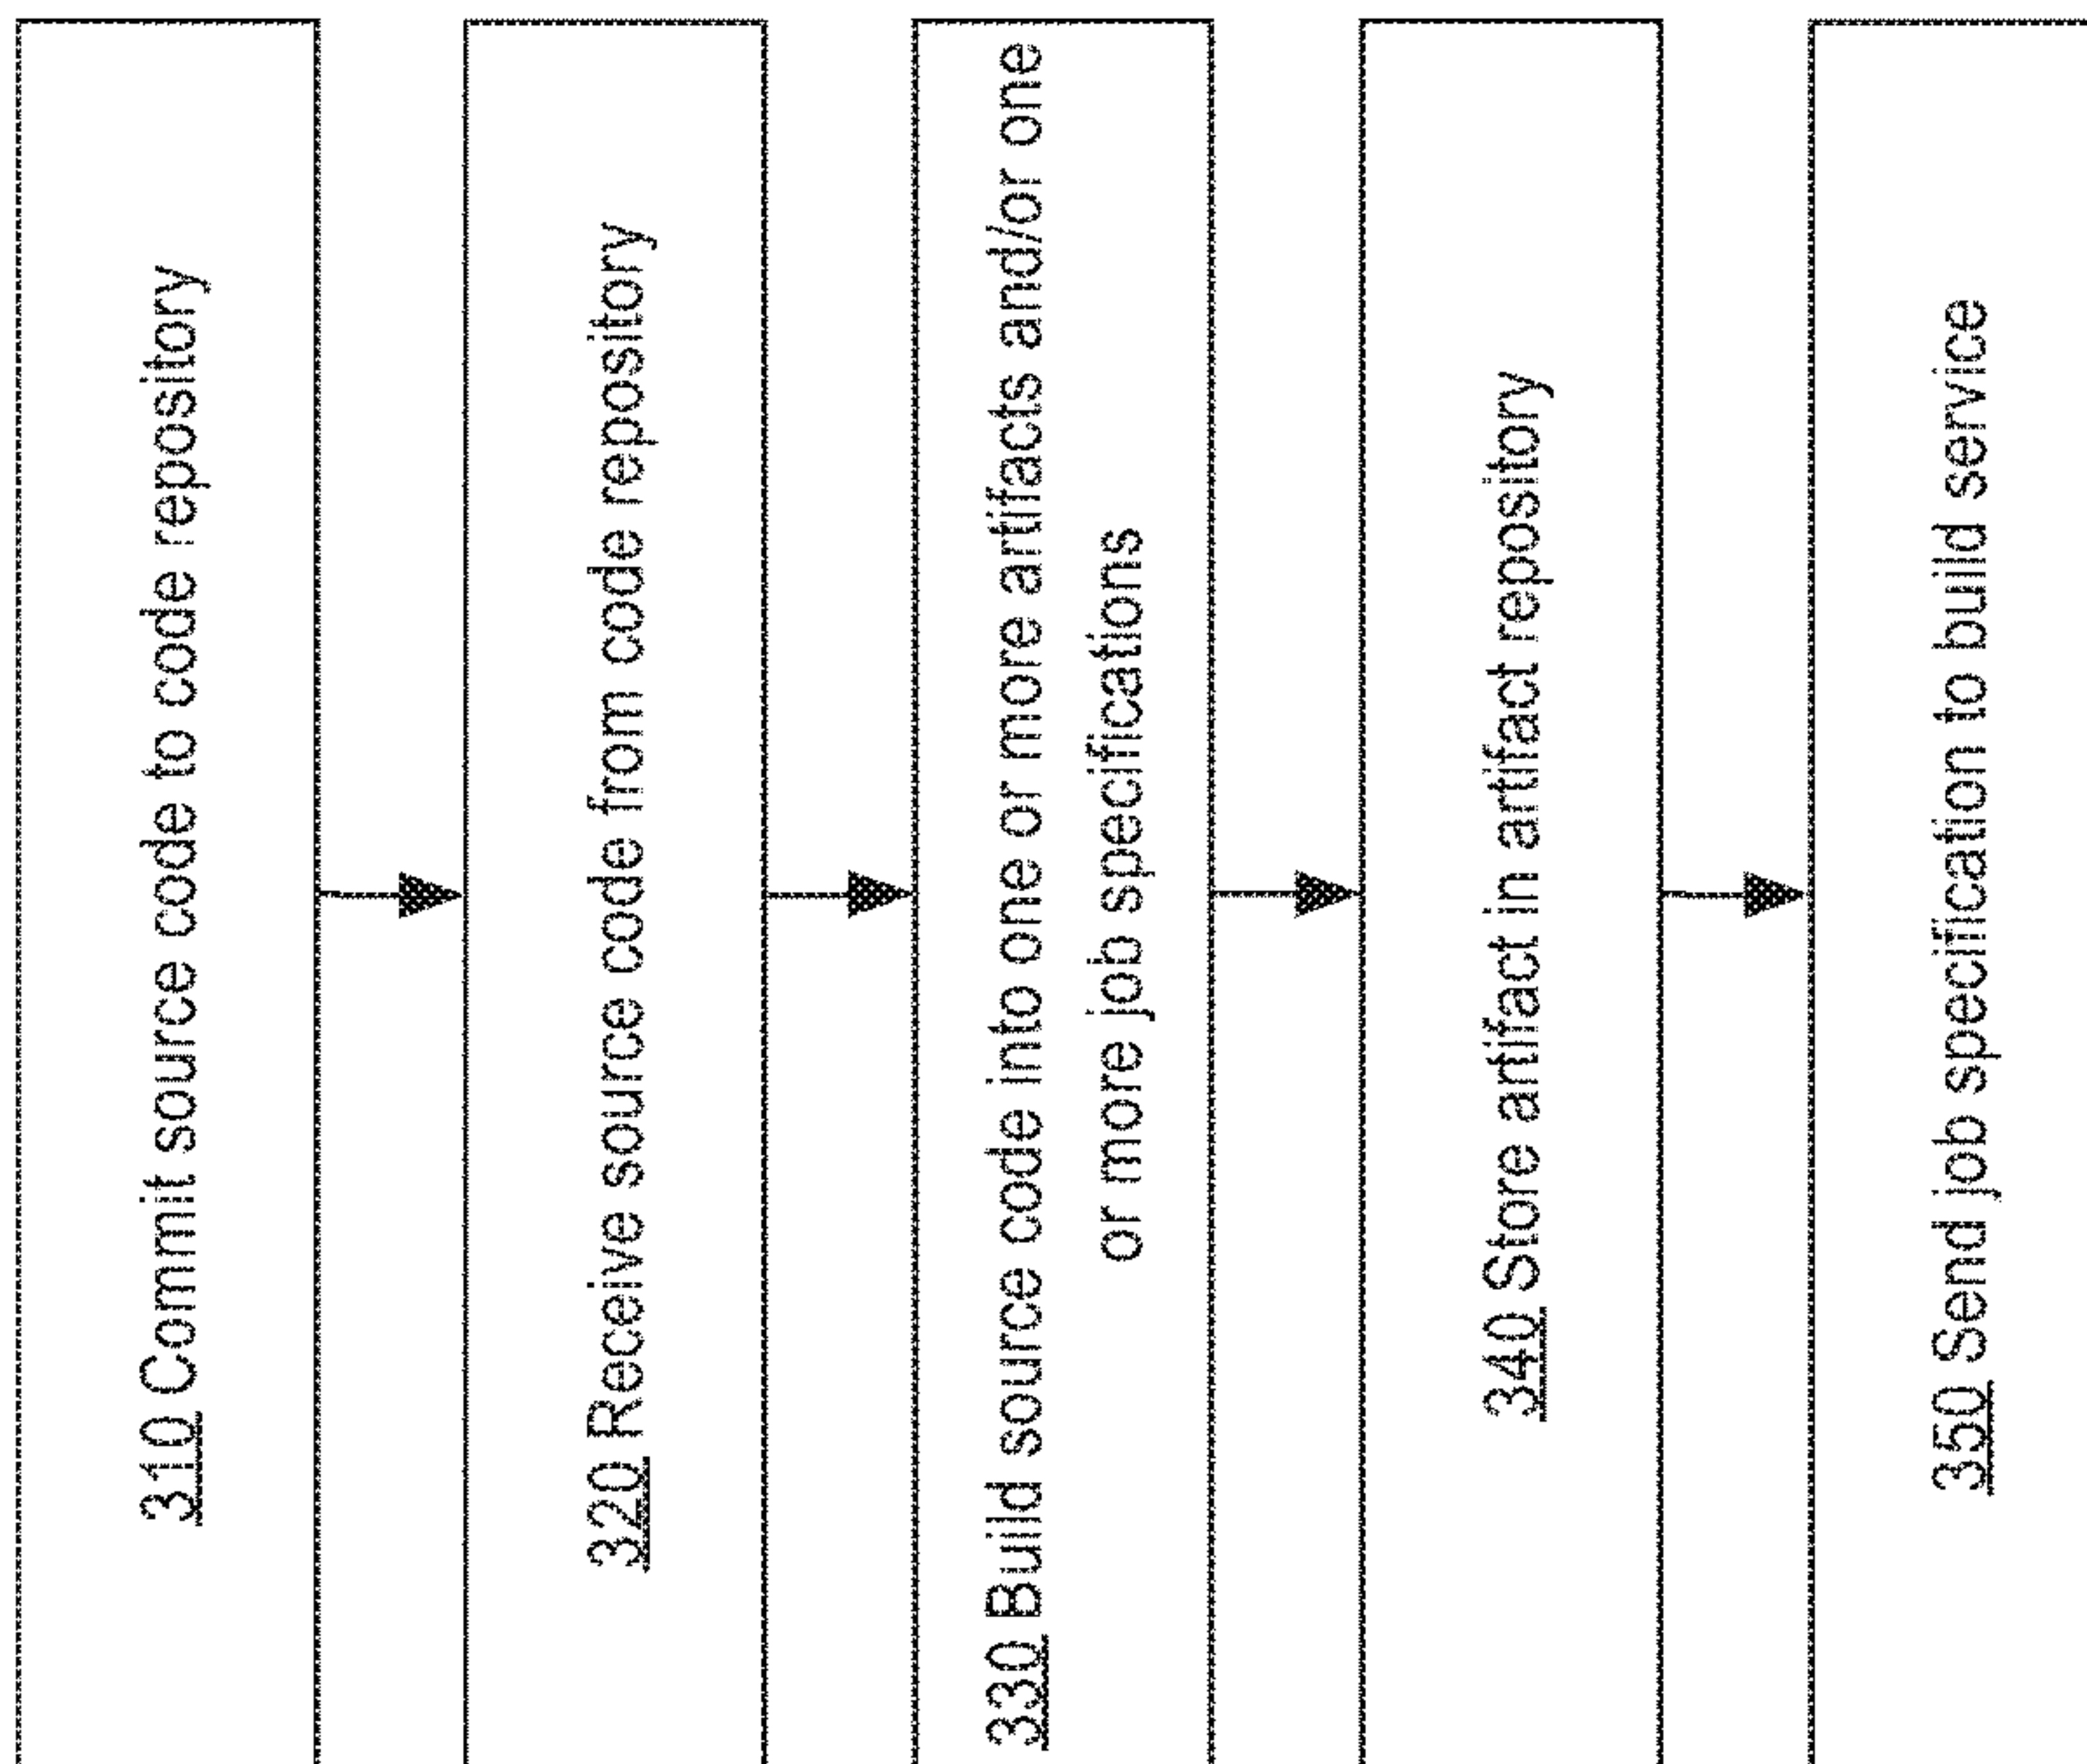 310 Commit source code to code repository
320 Receive source code from code repository
330 Build source code into one or more artifacts and/or one
or more job specifications
340 Store artifact in artifact repository
350 Send job specification to build service